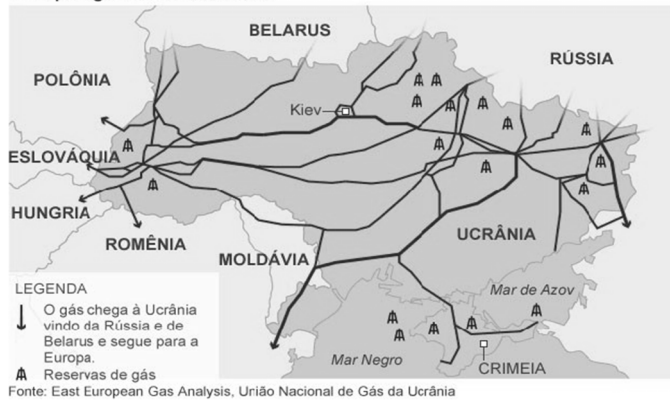 BELARUS
RÚSSIA
POLÔNIA
Kiev
ESLOVÁQUIA
HUNGRIA
ROMÊNIA
MOLDÁVIA
UCRÂNIA
LEGENDA
O gás chega à Ucrânia
vindo da Rússia e de
Belarus e segue para a
Europa.
Reservas de gás
Mar de Azov
Mar Negro
CRIMEIA
Fonte: East European Gas Analysis, União Nacional de Gás da Ucrânia